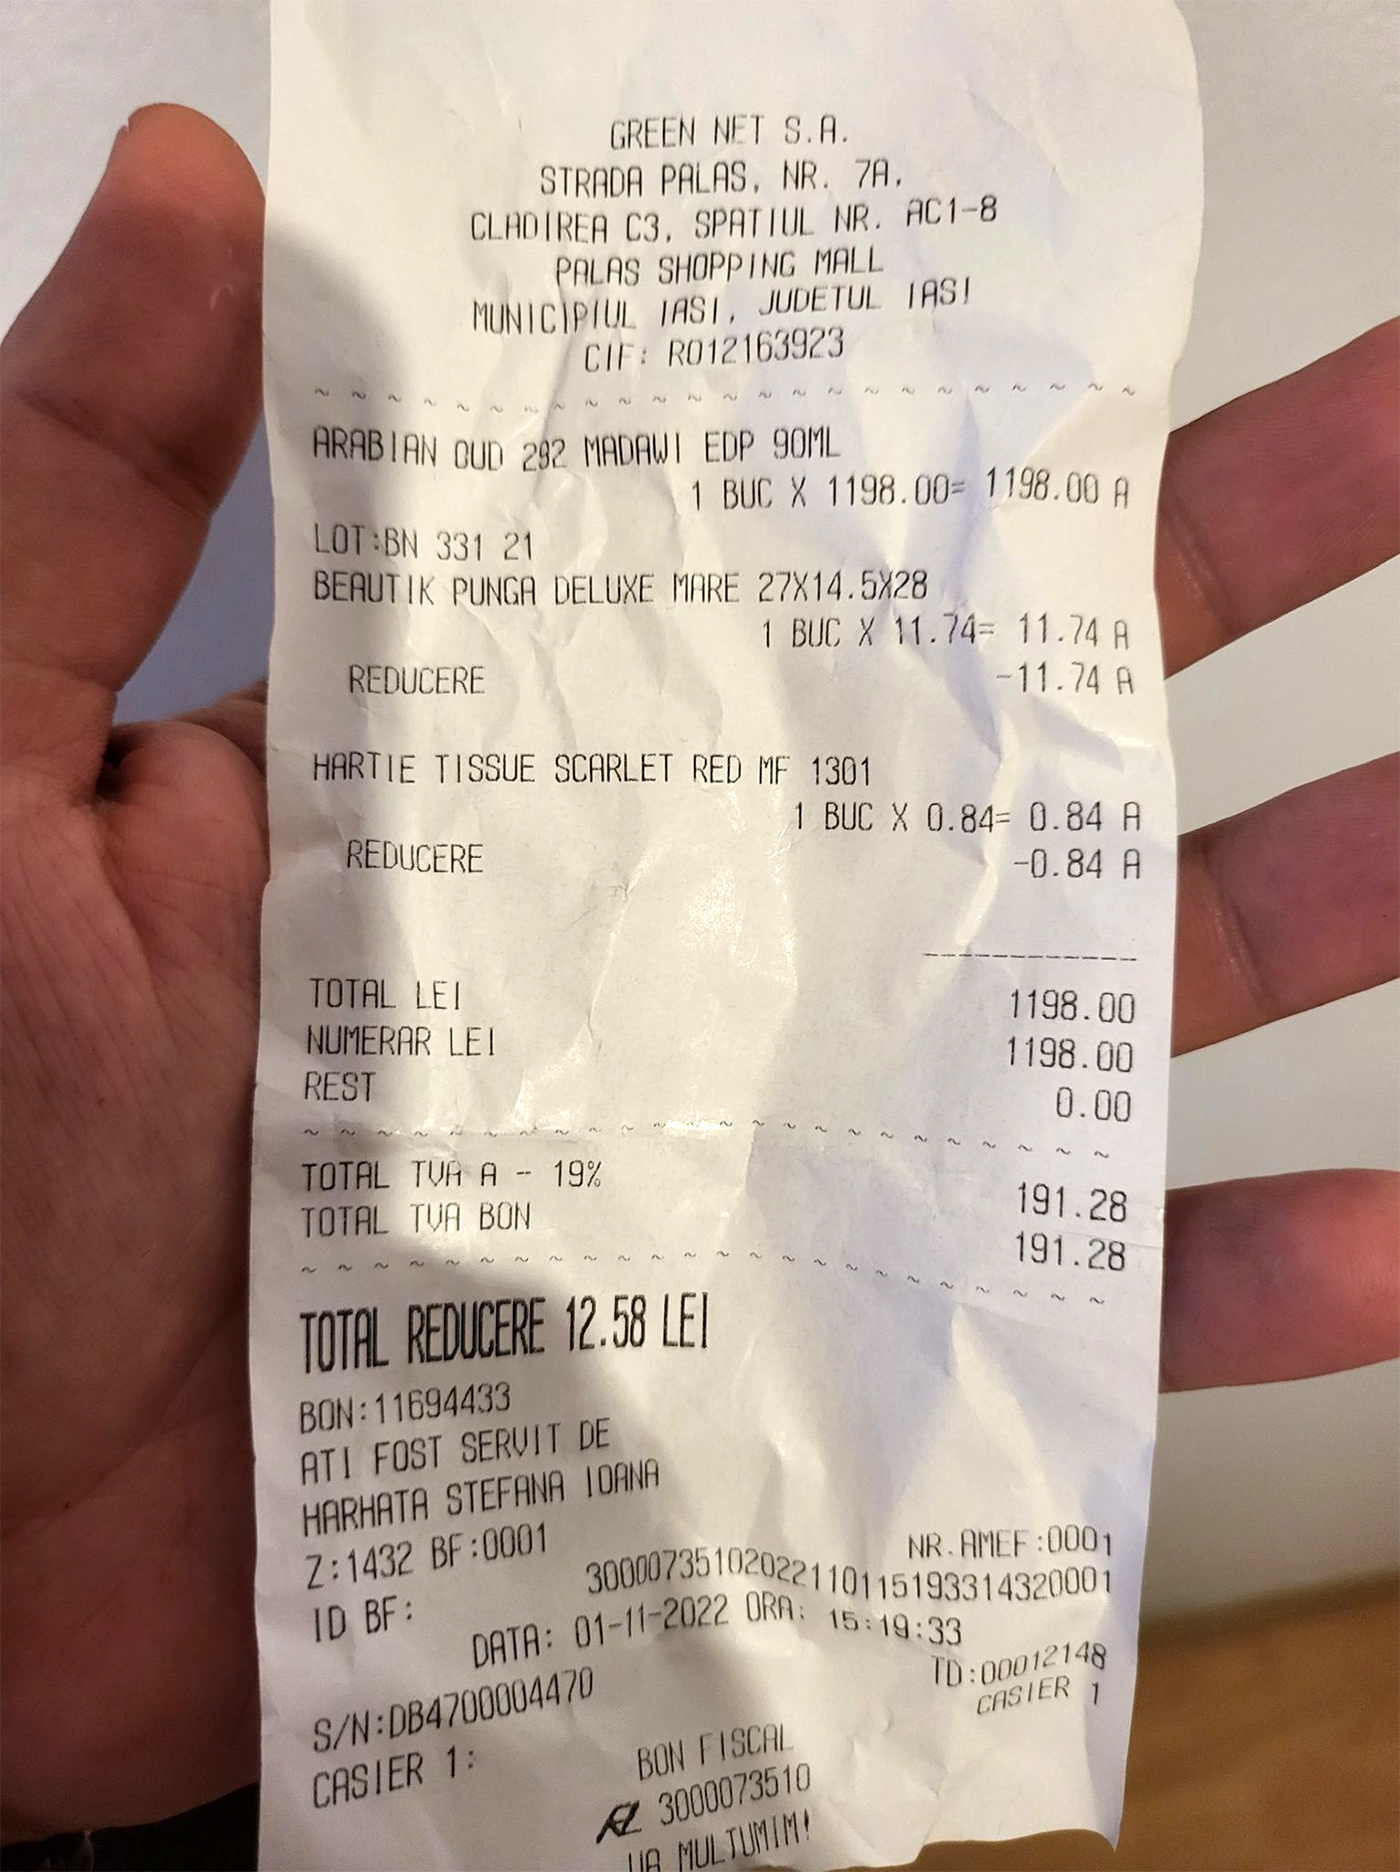 GREEN NET S.A.
STRADA PALAS, NR. 7A,
CLADIREA C3, SPATIUL NR. AC1-8
PALAS SHOPPING MALL
MUNICIPIUL IASI, JUDETUL IASI
CIF: RO12163923
~ ~ ~ ~ ~ ~ ~ ~ ~ ~ ~ ~ ~ ~ ~ ~ ~ ~ ~ ~ ~ ~ ~
ARABIAN OUD 292 MADAWI EDP 90ML
1 BUC X 1198.00= 1198.00 A
LOT:BN 331 21
BEAUTIK PUNGA DELUXE MARE 27X14.5X28
1 BUC X 11.74= 11.74 A
REDUCERE -11.74 A
HARTIE TISSUE SCARLET RED MF 1301
1 BUC X 0.84= 0.84 A
REDUCERE -0.84 A
------------
TOTAL LEI 1198.00
NUMERAR LEI 1198.00
REST 0.00
~ ~ ~ ~ ~ ~ ~ ~ ~ ~ ~ ~ ~ ~ ~ ~ ~ ~ ~ ~ ~ ~ ~
TOTAL TVA A - 19% 191.28
TOTAL TVA BON 191.28
~ ~ ~ ~ ~ ~ ~ ~ ~ ~ ~ ~ ~ ~ ~ ~ ~ ~ ~ ~ ~ ~ ~
TOTAL REDUCERE 12.58 LEI
BON:11694433
ATI FOST SERVIT DE
HARHATA STEFANA IOANA
Z:1432 BF:0001 NR.AMEF:0001
ID BF: 30000735102022110115193314320001
DATA: 01-11-2022 ORA: 15:19:33
S/N:DB4700004470 TD:00012148
CASIER 1: CASIER 1
BON FISCAL
3000073510
VA MULTUMIM!